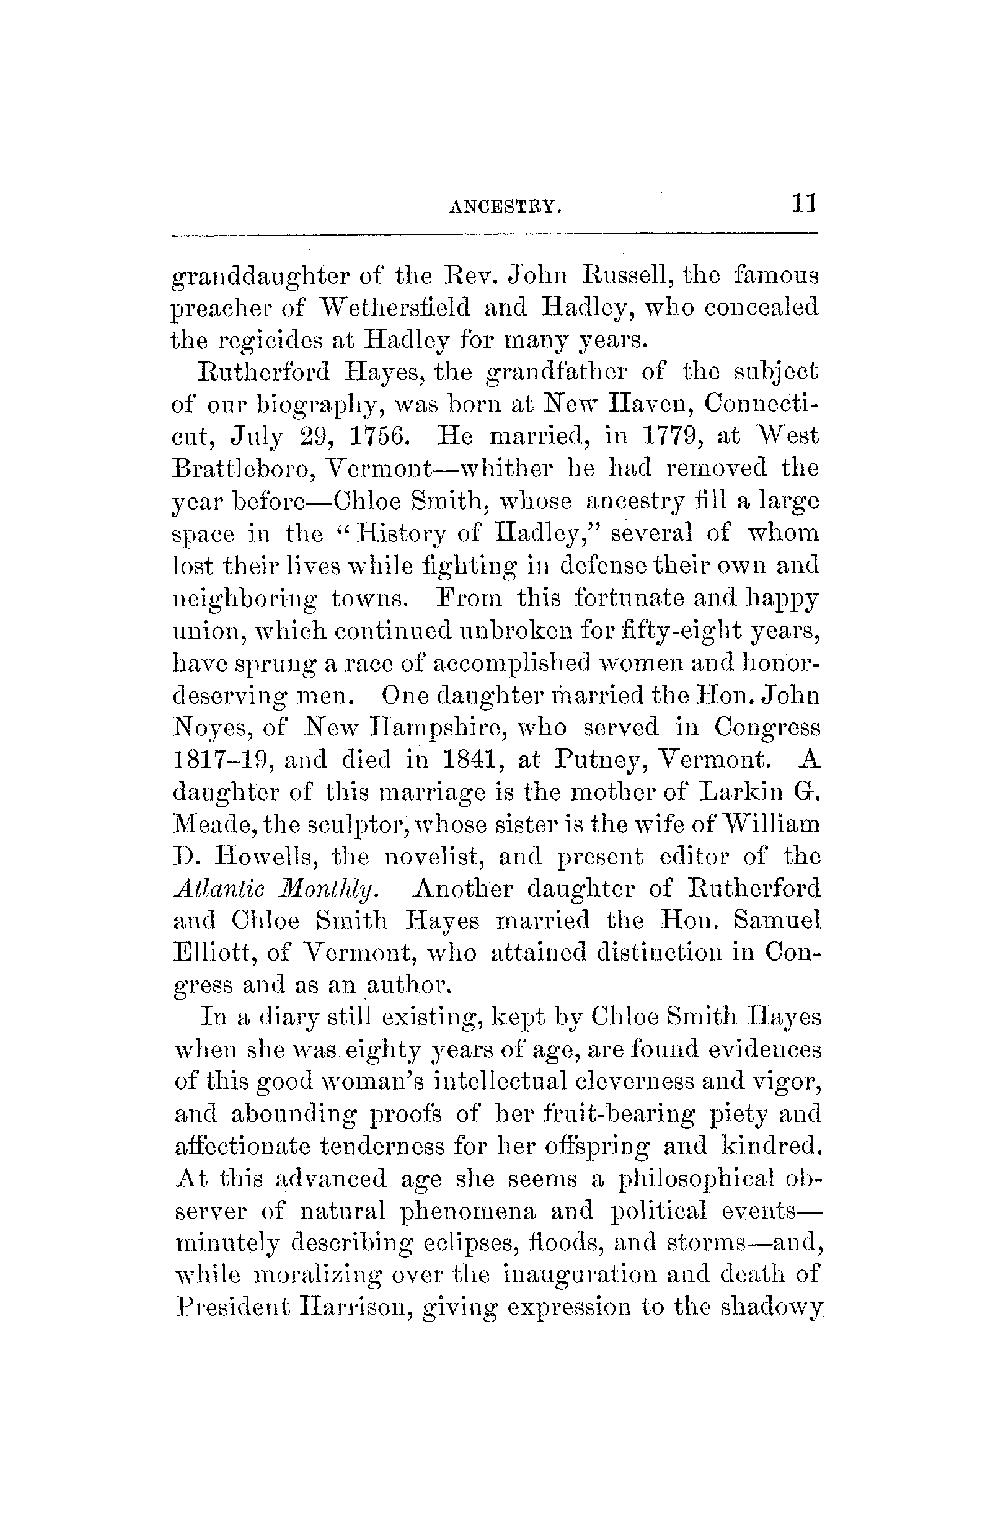 ANCESTRY. 11
granddaughter of the Rev. John Russell, the famous
preacher of Wethersfield and Hadley, who concealed
the regicides at Hadley for many years.
Rutherford Hayes, the grandfather of the subject
of our biography, was born at New Haven, Connecti-
cut, July 29, 1756. He married, in 1779, at West
Brattleboro, Vermont—whither he had removed the
year before—Chloe Smith, whose ancestry fill a large
space in the "History of Hadley," several of whom
lost their lives while fighting in defense their own and
neighboring towns. From this fortunate and happy
union, which continued unbroken for fifty-eight years,
have sprung a race of accomplished women and honor-
deserving men. One daughter married the Hon. John
Noyes, of New Hampshire, who served in Congress
1817–19, and died in 1841, at Putney, Vermont. A
daughter of this marriage is the mother of Larkin G.
Meade, the sculptor, whose sister is the wife of William
D. Howells, the novelist, and present editor of the
Atlantic Monthly. Another daughter of Rutherford
and Chloe Smith Hayes married the Hon. Samuel
Elliott, of Vermont, who attained distinction in Con-
gress and as an author.
In a diary still existing, kept by Chloe Smith Hayes
when she was eighty years of age, are found evidences
of this good woman's intellectual cleverness and vigor,
and abounding proofs of her fruit-bearing piety and
affectionate tenderness for her offspring and kindred.
At this advanced age she seems a philosophical ob-
server of natural phenomena and political events—
minutely describing eclipses, floods, and storms—and,
while moralizing over the inauguration and death of
President Harrison, giving expression to the shadowy